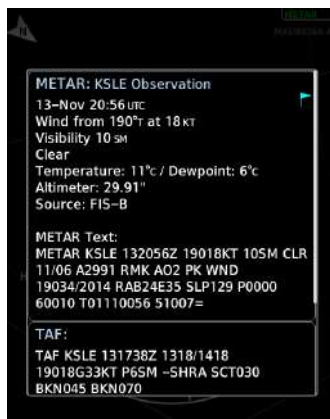 N
METAR
METAR: KSLE Observation
13-Nov 20:56 UTC
Wind from 190°T at 18 KT
Visibility 10 SM
Clear
Temperature: 11°C / Dewpoint: 6°C
Altimeter: 29.91"
Source: FIS-B
METAR Text:
METAR KSLE 132056Z 19018KT 10SM CLR
11/06 A2991 RMK AO2 PK WND
19034/2014 RAB24E35 SLP129 P0000
60010 T01110056 51007=
TAF:
TAF KSLE 131738Z 1318/1418
19018G33KT P6SM -SHRA SCT030
BKN045 BKN070